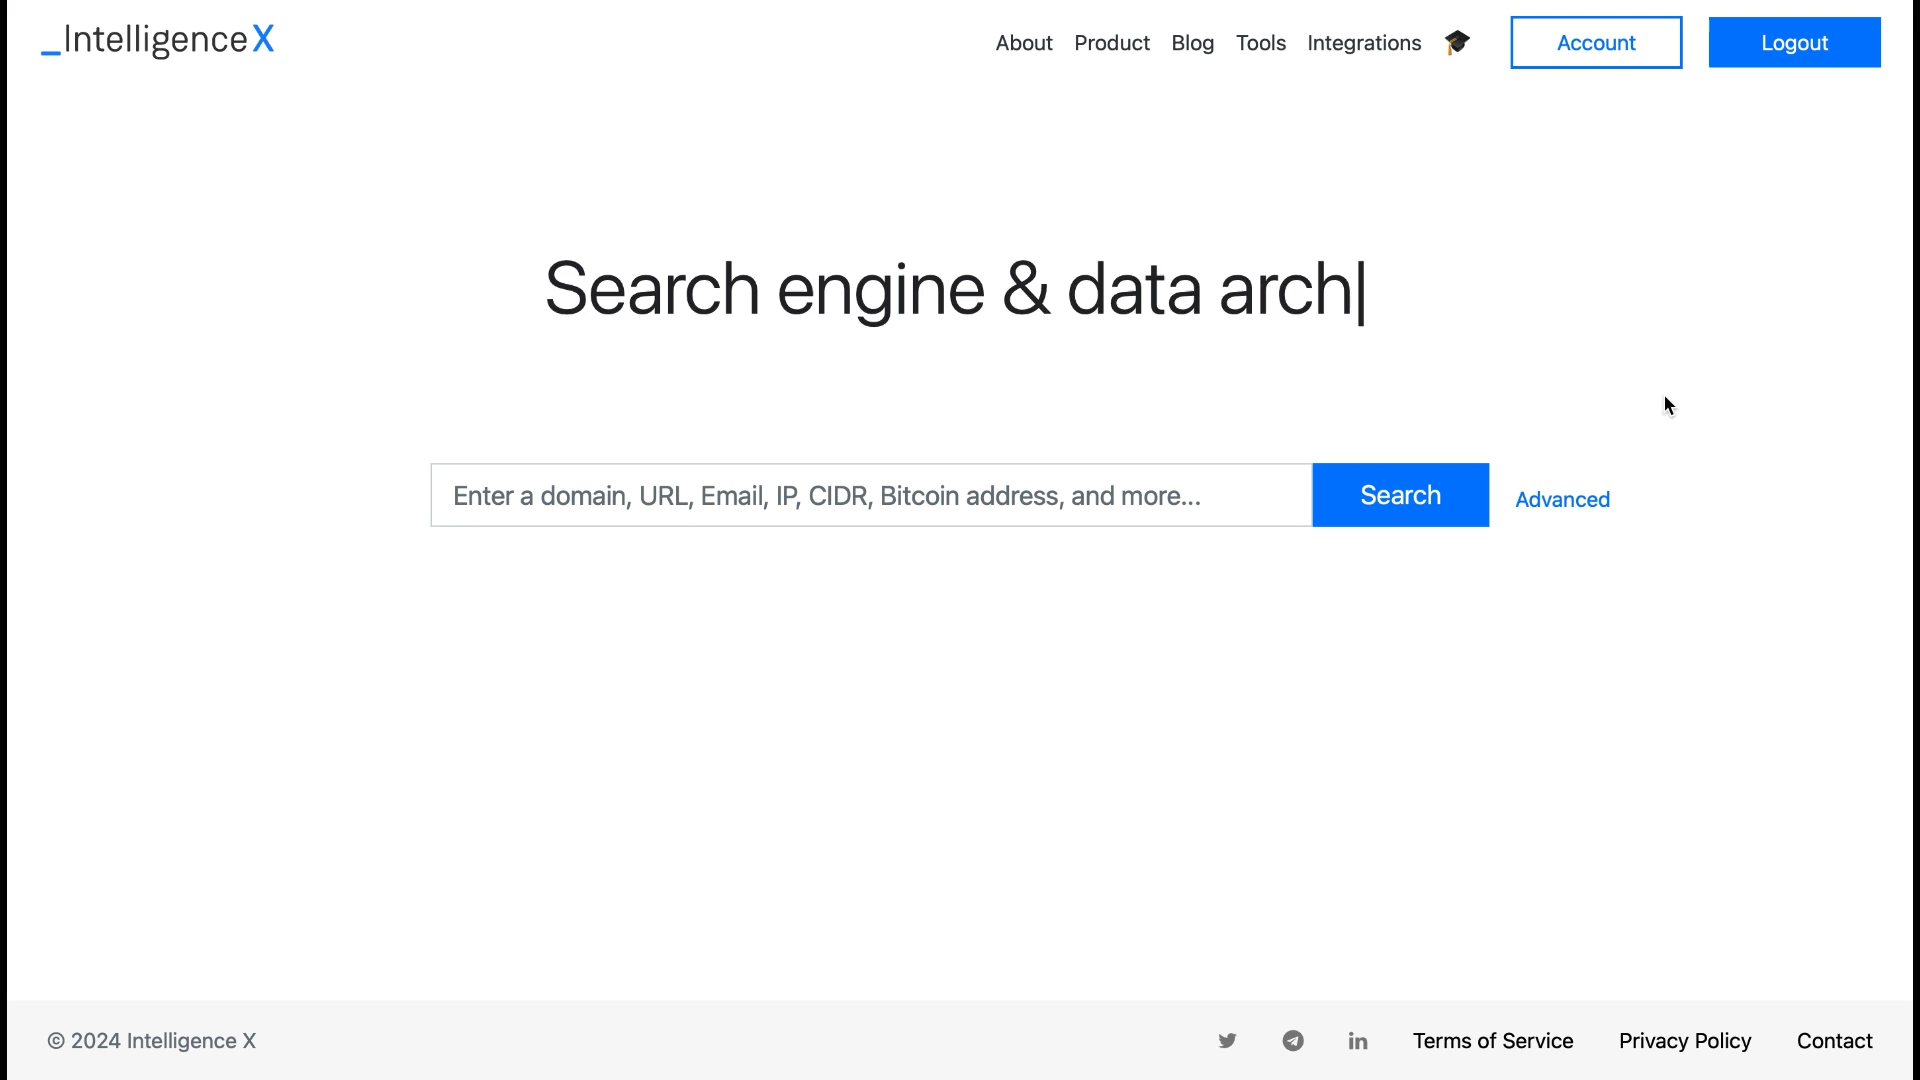 _IntelligenceX
About Product Blog Tools Integrations Account Logout
Search engine & data arch|
Enter a domain, URL, Email, IP, CIDR, Bitcoin address, and more... Search Advanced
© 2024 Intelligence X Terms of Service Privacy Policy Contact